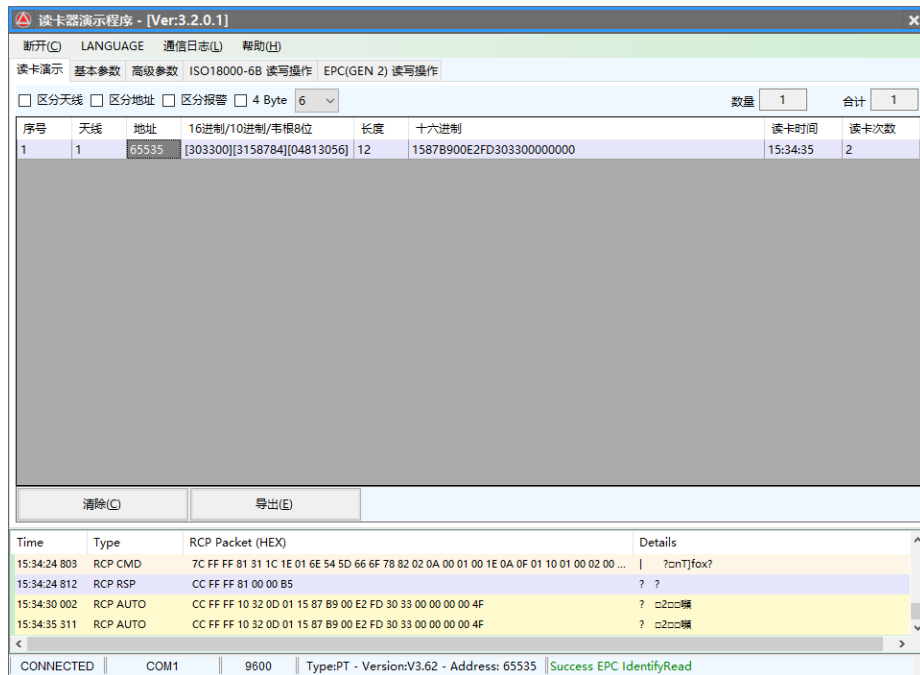 读卡器演示程序 - [Ver:3.2.0.1]
断开(C) LANGUAGE 通信日志(L) 帮助(H)
读卡演示 基本参数 高级参数 ISO18000-6B 读写操作 EPC(GEN 2) 读写操作
区分天线 区分地址 区分报警 4 Byte 6 数量 1 合计 1
序号 天线 地址 16进制/10进制/韦根8位 长度 十六进制 读卡时间 读卡次数
1 1 65535 [303300][3158784][04813056] 12 1587B900E2FD303300000000 15:34:35 2
清除(C) 导出(E)
Time Type RCP Packet (HEX) Details
15:34:24 803 RCP CMD 7C FF FF 81 31 1C 1E 01 6E 54 5D 66 6F 78 82 02 0A 00 01 00 1E 0A 0F 01 10 01 00 02 00 ... | ?□nT]fox?
15:34:24 812 RCP RSP CC FF FF 81 00 00 B5 ? ?
15:34:30 002 RCP AUTO CC FF FF 10 32 0D 01 15 87 B9 00 E2 FD 30 33 00 00 00 00 4F ? □2□□
15:34:35 311 RCP AUTO CC FF FF 10 32 0D 01 15 87 B9 00 E2 FD 30 33 00 00 00 00 4F ? □2□□
CONNECTED COM1 9600 Type:PT - Version:V3.62 - Address: 65535 Success EPC IdentifyRead